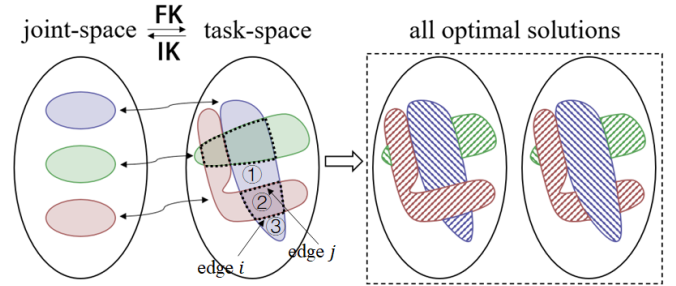 joint-space FK task-space all optimal solutions
IK
①
②
③
edge i edge j